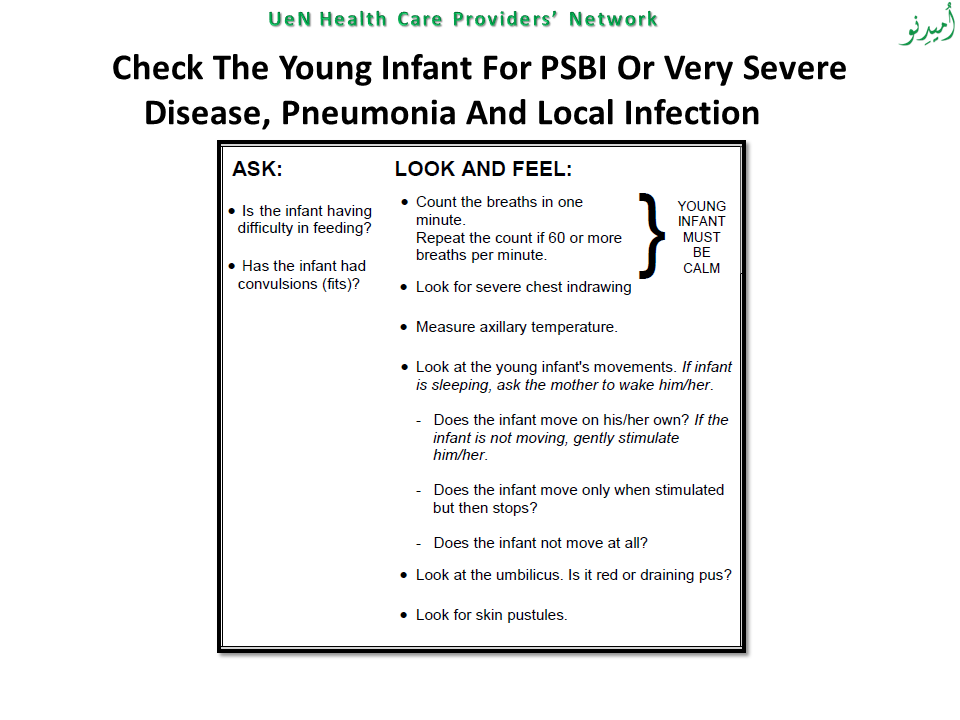 UeN Health Care Providers’ Network
اُمیدِنو
Check The Young Infant For PSBI Or Very Severe
Disease, Pneumonia And Local Infection
ASK:
• Is the infant having
difficulty in feeding?
• Has the infant had
convulsions (fits)?
LOOK AND FEEL:
• Count the breaths in one
minute.
Repeat the count if 60 or more
breaths per minute.
} YOUNG
INFANT
MUST
BE
CALM
• Look for severe chest indrawing
• Measure axillary temperature.
• Look at the young infant's movements. If infant
is sleeping, ask the mother to wake him/her.
- Does the infant move on his/her own? If the
infant is not moving, gently stimulate
him/her.
- Does the infant move only when stimulated
but then stops?
- Does the infant not move at all?
• Look at the umbilicus. Is it red or draining pus?
• Look for skin pustules.